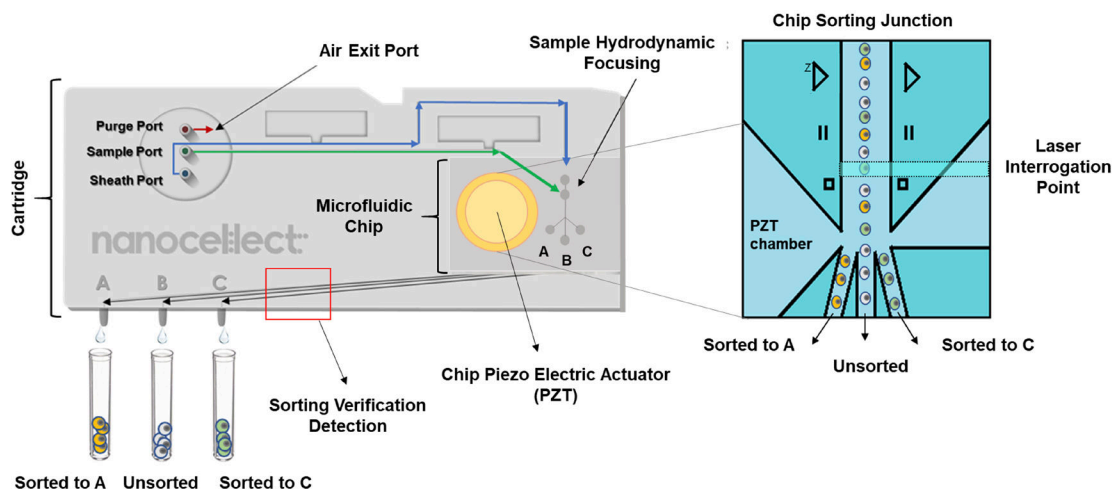 Chip Sorting Junction
Air Exit Port
Sample Hydrodynamic
Focusing
Z
Purge Port
Sample Port
Sheath Port
Cartridge
Microfluidic
Chip
Laser
Interrogation
Point
nanocellect
PZT
chamber
A
B
C
A
B
C
Sorted to A
Unsorted
Sorted to C
Chip Piezo Electric Actuator
(PZT)
Sorting Verification
Detection
Sorted to A
Unsorted
Sorted to C